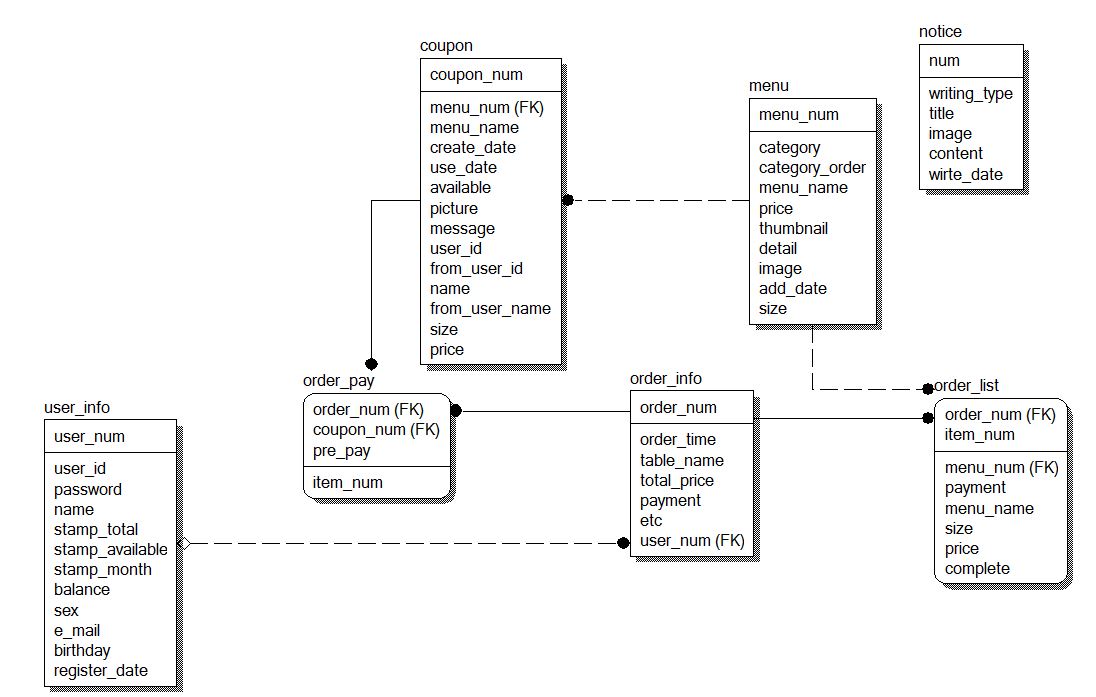 coupon
coupon_num
menu_num (FK)
menu_name
create_date
use_date
available
picture
message
user_id
from_user_id
name
from_user_name
size
price
menu
menu_num
category
category_order
menu_name
price
thumbnail
detail
image
add_date
size
notice
num
writing_type
title
image
content
wirte_date
user_info
user_num
user_id
password
name
stamp_total
stamp_available
stamp_month
balance
sex
e_mail
birthday
register_date
order_pay
order_num (FK)
coupon_num (FK)
pre_pay
item_num
order_info
order_num
order_time
table_name
total_price
payment
etc
user_num (FK)
order_list
order_num (FK)
item_num
menu_num (FK)
payment
menu_name
size
price
complete